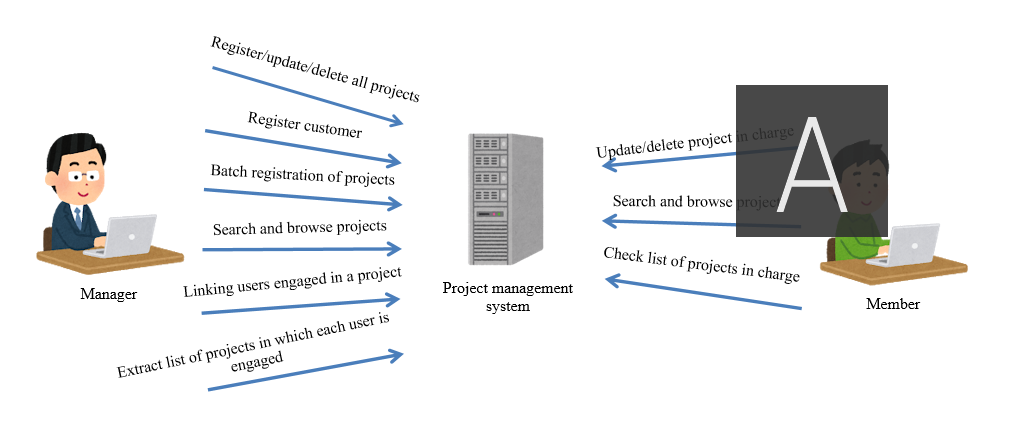 Register/update/delete all projects
Register customer
Batch registration of projects
Search and browse projects
Linking users engaged in a project
Extract list of projects in which each user is
engaged
Manager
Project management
system
A
Update/delete project in charge
Search and browse project
Check list of projects in charge
Member